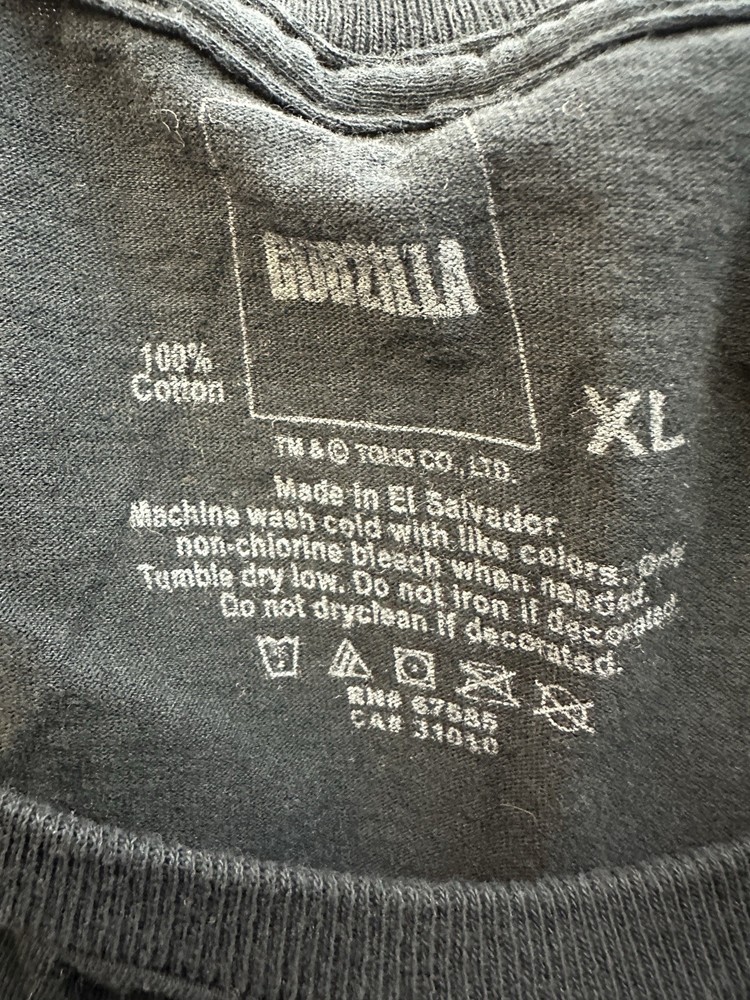 GODZILLA
100%
Cotton
XL
TM & © TOHO CO., LTD.
Made in El Salvador.
Machine wash cold with like colors. Only
non-chlorine bleach when needed.
Tumble dry low. Do not iron if decorated.
Do not dryclean if decorated.
RN# 67685
CA# 31030